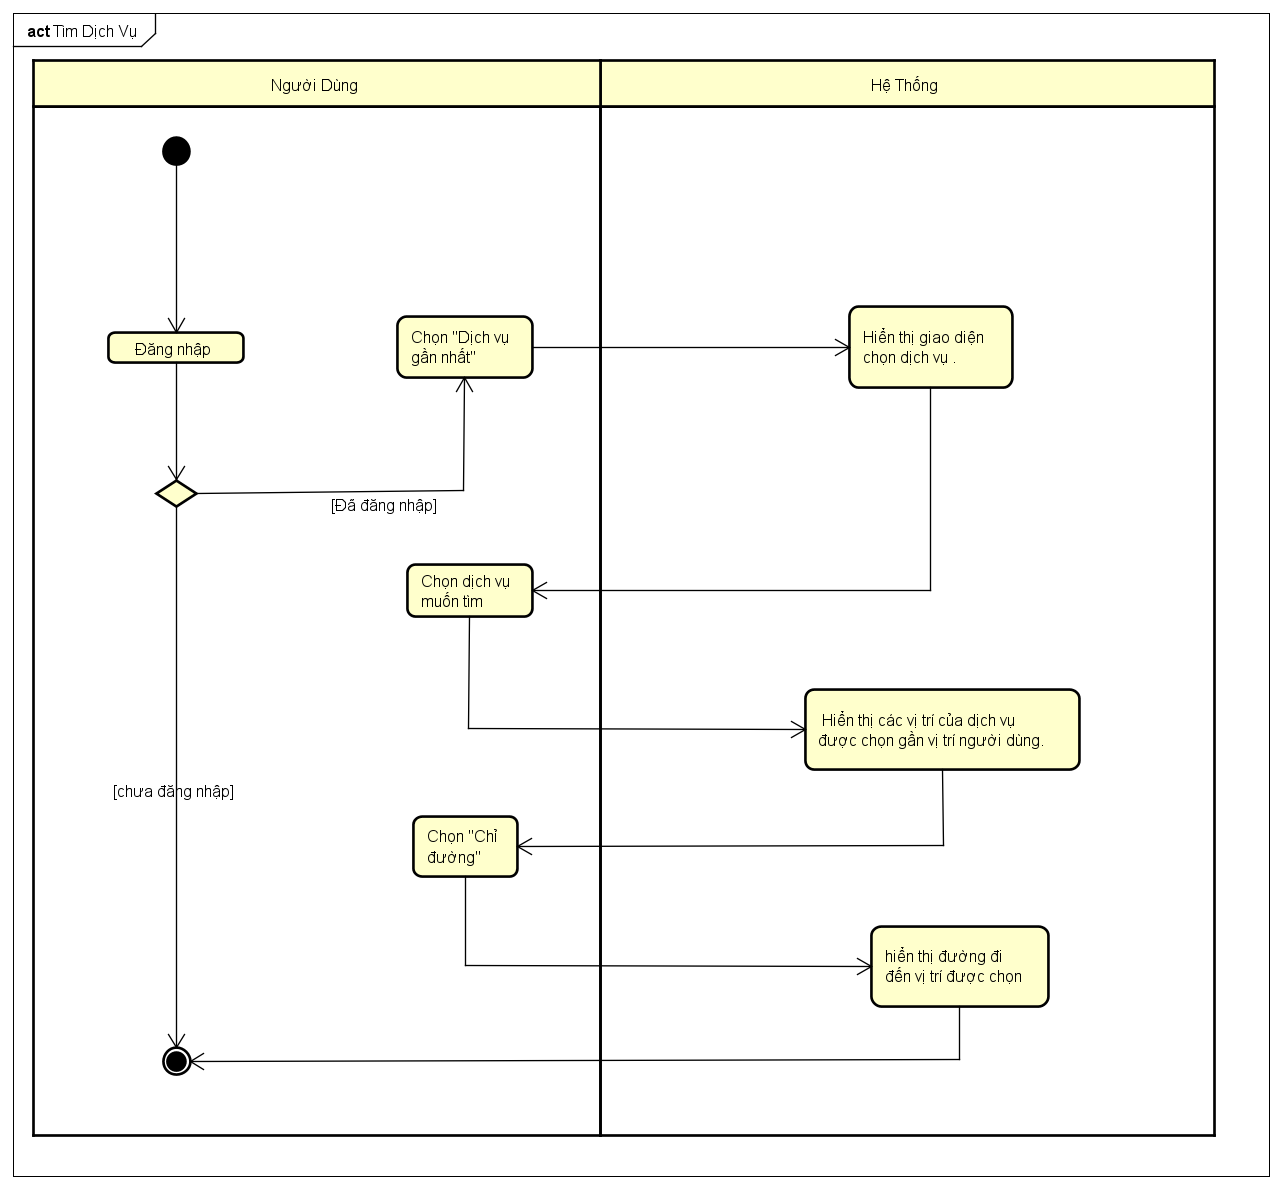 act Tìm Dịch Vụ
Người Dùng
Hệ Thống
Đăng nhập
Chọn "Dịch vụ
gần nhất"
Hiển thị giao diện
chọn dịch vụ .
[Đã đăng nhập]
Chọn dịch vụ
muốn tìm
Hiển thị các vị trí của dịch vụ
được chọn gần vị trí người dùng.
[chưa đăng nhập]
Chọn "Chỉ
đường"
hiển thị đường đi
đến vị trí được chọn